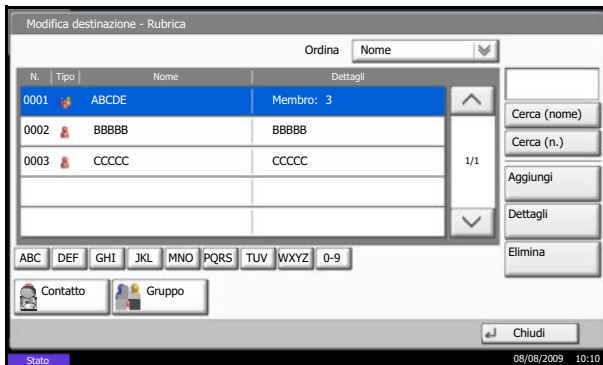 Modifica destinazione - Rubrica
Ordina Nome
N. Tipo Nome Dettagli
0001 ABCDE Membro: 3
Cerca (nome)
0002 BBBBB BBBBB
Cerca (n.)
0003 CCCCC CCCCC 1/1
Aggiungi
Dettagli
ABC DEF GHI JKL MNO PQRS TUV WXYZ 0-9 Elimina
Contatto Gruppo
Chiudi
Stato 08/08/2009 10:10